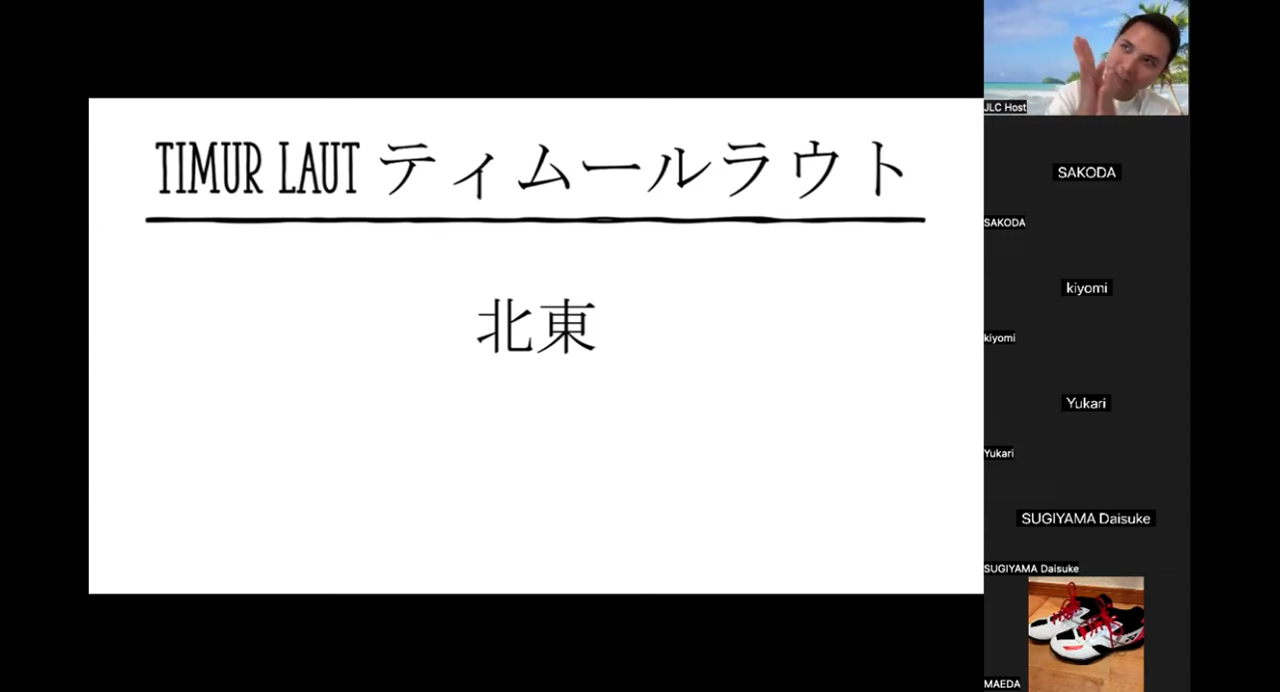 TIMUR LAUT ティムールラウト
北東
JLC Host
SAKODA
SAKODA
kiyomi
kiyomi
Yukari
Yukari
SUGIYAMA Daisuke
SUGIYAMA Daisuke
MAEDA